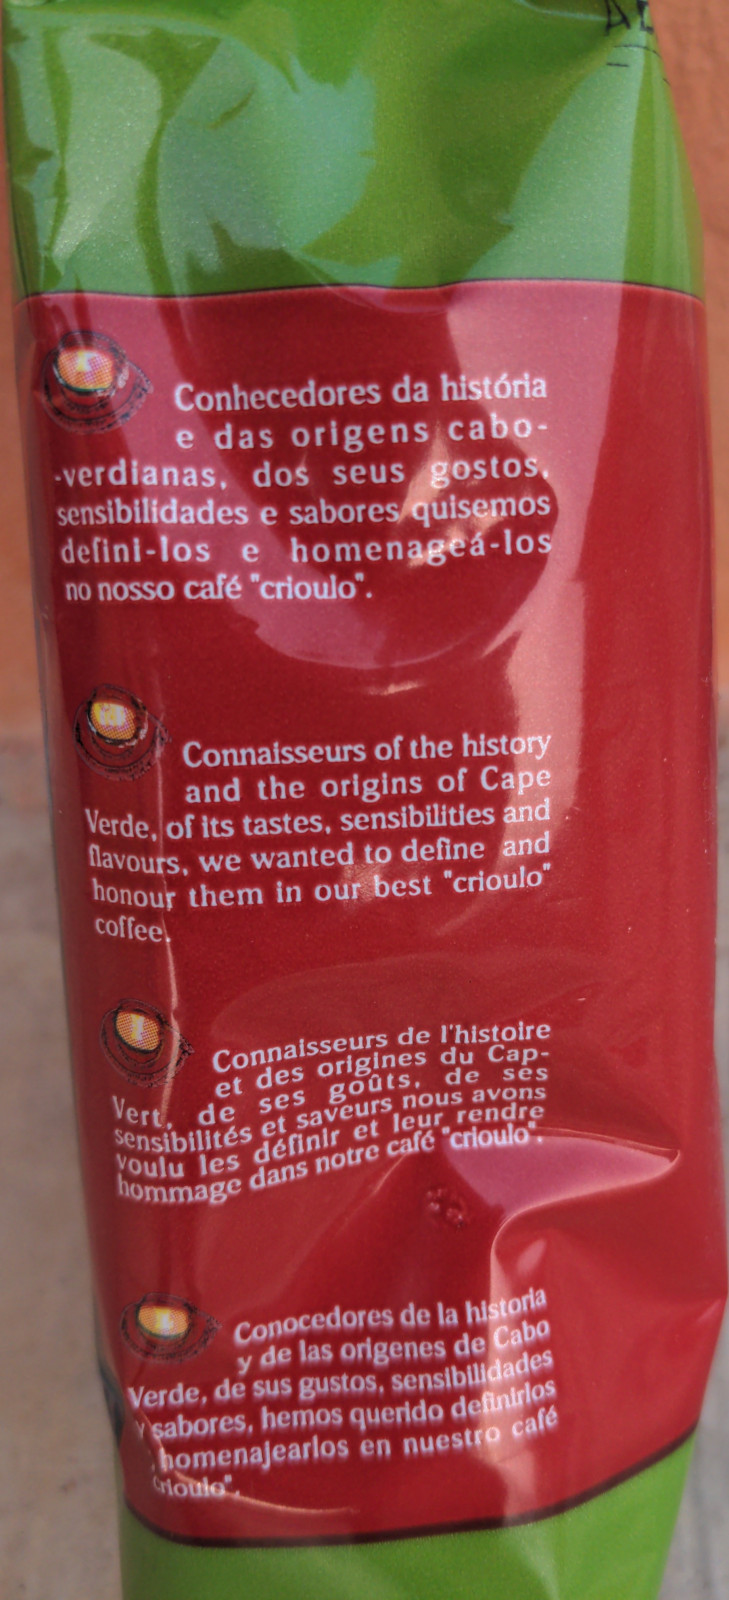 Conhecedores da história
e das origens cabo-
-verdianas, dos seus gostos,
sensibilidades e sabores quisemos
defini-los e homenageá-los
no nosso café "crioulo".
Connaisseurs of the history
and the origins of Cape
Verde, of its tastes, sensibilities and
flavours, we wanted to define and
honour them in our best "crioulo"
coffee.
Connaisseurs de l'histoire
et des origines du Cap-
Vert, de ses goûts, de ses
sensibilités et saveurs nous avons
voulu les définir et leur rendre
hommage dans notre café "crioulo".
Conocedores de la historia
y de las origenes de Cabo
Verde, de sus gustos, sensibilidades
y sabores, hemos querido definirlos
homenajearlos en nuestro café
crioulo".